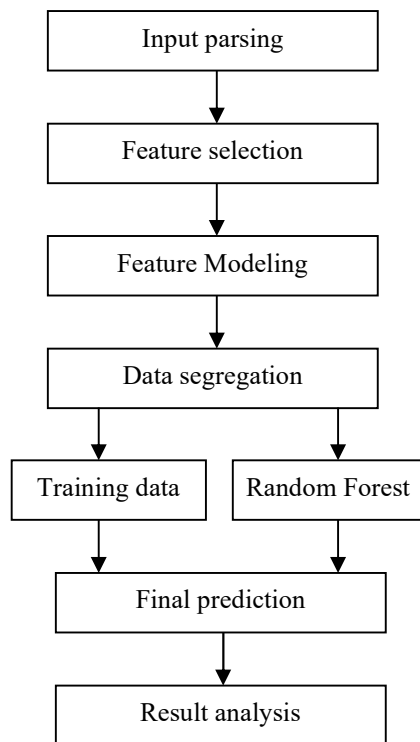 Input parsing
Feature selection
Feature Modeling
Data segregation
Training data
Random Forest
Final prediction
Result analysis